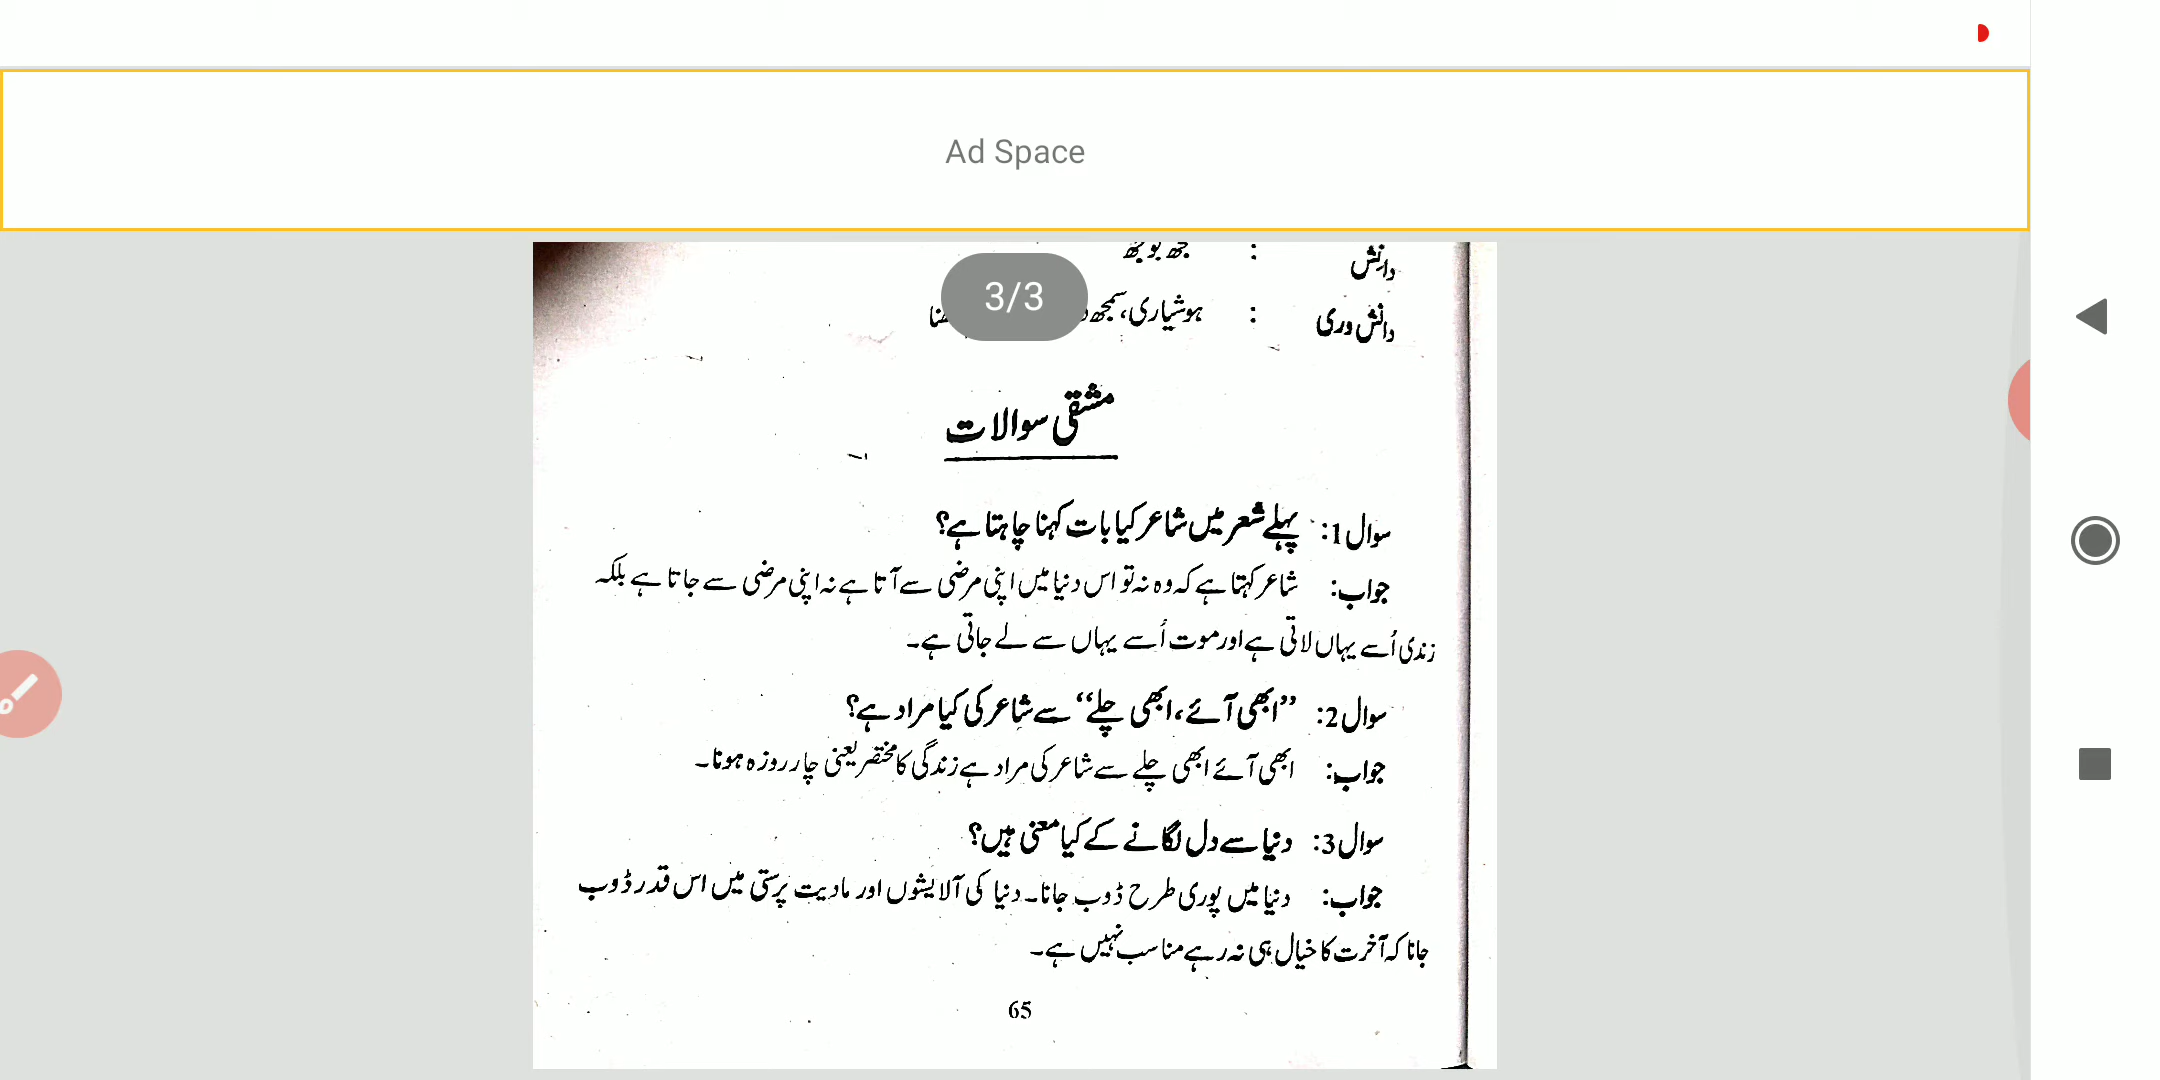 Ad Space
دانش : سمجھ بوجھ
3/3
دانش وری : ہوشیاری، سمجھ
مشقی سوالات
سوال 1: پہلے شعر میں شاعر کیا بات کہنا چاہتا ہے؟
جواب: شاعر کہتا ہے کہ وہ نہ تو اس دنیا میں اپنی مرضی سے آتا ہے نہ اپنی مرضی سے جاتا ہے بلکہ
زندی اُسے یہاں لاتی ہے اور موت اُسے یہاں سے لے جاتی ہے۔
سوال 2: ”ابھی آئے، ابھی چلے“ سے شاعر کی کیا مراد ہے؟
جواب: ابھی آئے ابھی چلے سے شاعر کی مراد ہے زندگی کا مختصر یعنی چار روزہ ہونا۔
سوال 3: دنیا سے دل لگانے کے کیا معنی ہیں؟
جواب: دنیا میں پوری طرح ڈوب جانا۔ دنیا کی آلایشوں اور مادیت پرستی میں اس قدر ڈوب
جانا کہ آخرت کا خیال ہی نہ رہے مناسب نہیں ہے۔
65